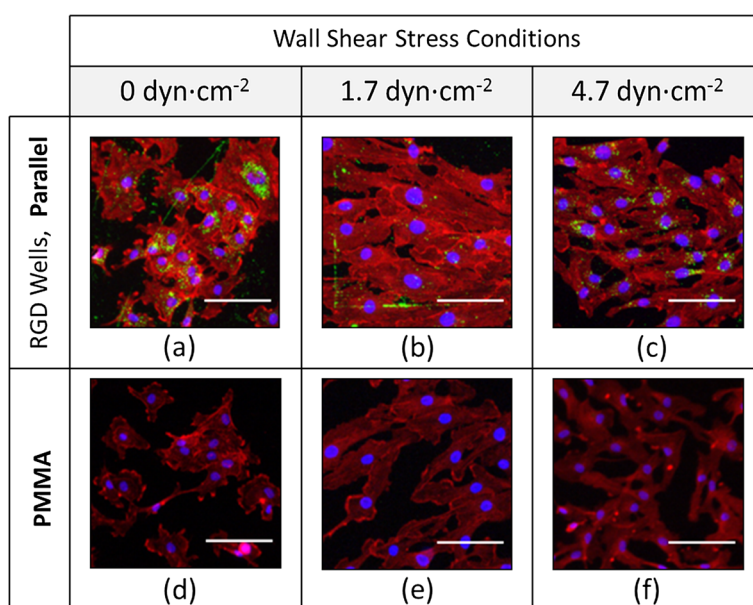 Wall Shear Stress Conditions
0 dyn·cm-2
1.7 dyn·cm-2
4.7 dyn·cm-2
RGD Wells, Parallel
(a)
(b)
(c)
PMMA
(d)
(e)
(f)